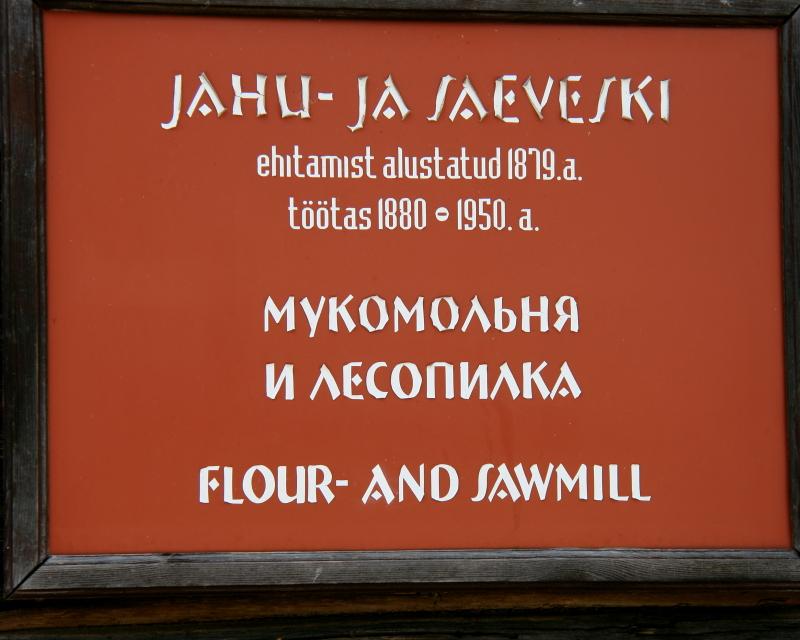 JAHU- JA SAEVESKI
ehitamist alustatud 1879.a.
töötas 1880 • 1950. a.
МУКОМОЛЬНЯ
И ЛЕСОПИЛКА
FLOUR- AND SAWMILL